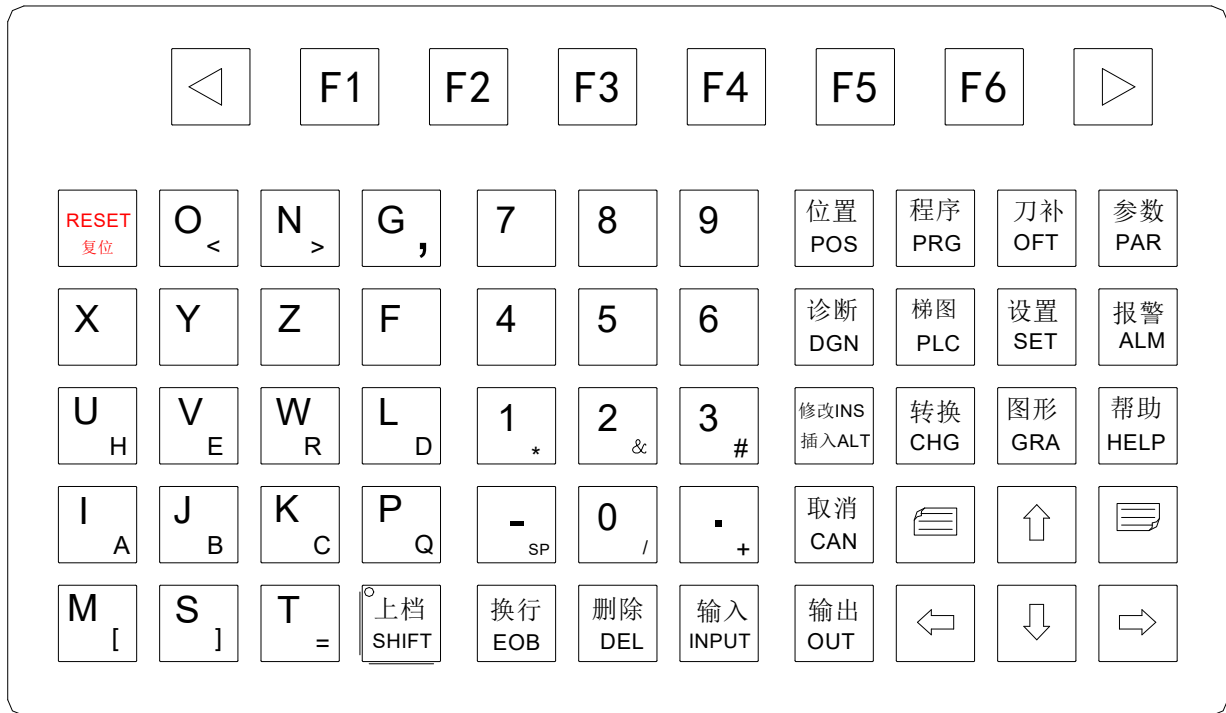 F1 F2 F3 F4 F5 F6
RESET
复位
O <
N >
G ,
7
8
9
位置
POS
程序
PRG
刀补
OFT
参数
PAR
X
Y
Z
F
4
5
6
诊断
DGN
梯图
PLC
设置
SET
报警
ALM
U H
V E
W R
L D
1 *
2 &
3 #
修改INS
插入ALT
转换
CHG
图形
GRA
帮助
HELP
I A
J B
K C
P Q
- SP
0 /
. +
取消
CAN
M [
S ]
T =
上档
SHIFT
换行
EOB
删除
DEL
输入
INPUT
输出
OUT